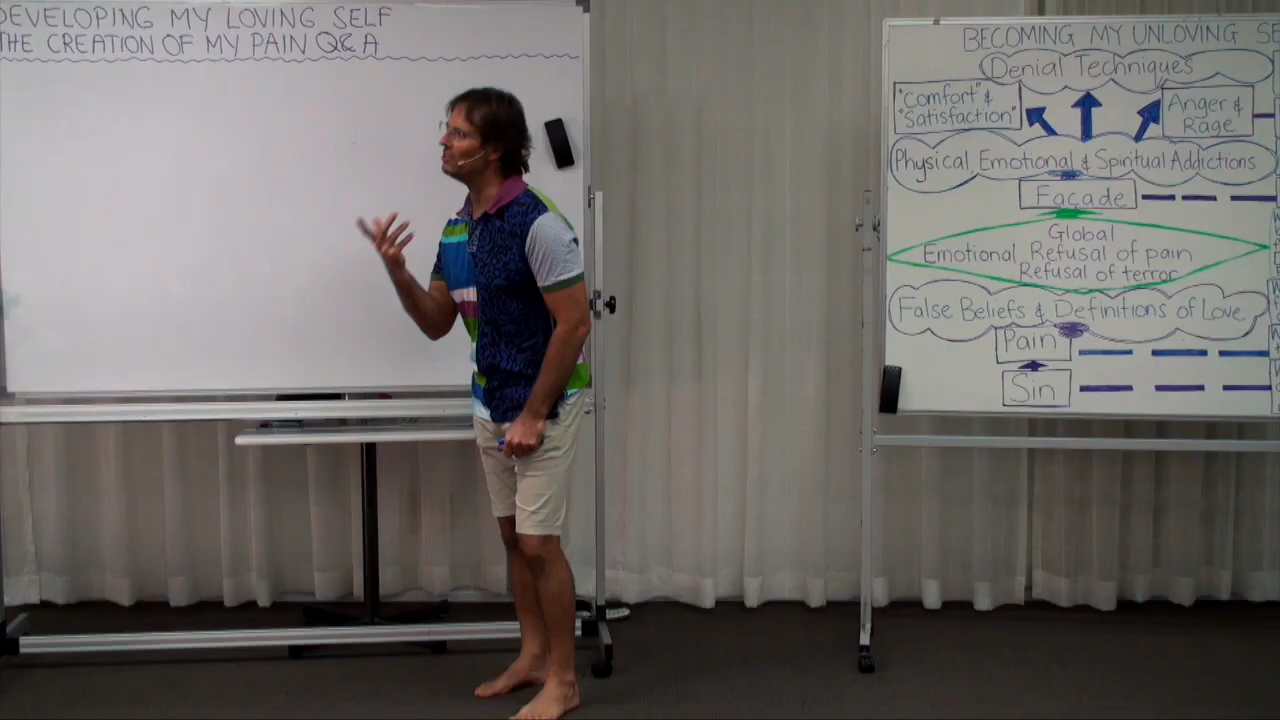 DEVELOPING MY LOVING SELF
THE CREATION OF MY PAIN Q&A
BECOMING MY UNLOVING SE
Denial Techniques
"Comfort" &
"Satisfaction"
Anger &
Rage
Physical, Emotional & Spiritual Addictions
Façade
Global
Emotional Refusal of pain
Refusal of terror
False Beliefs & Definitions of Love
Pain
Sin